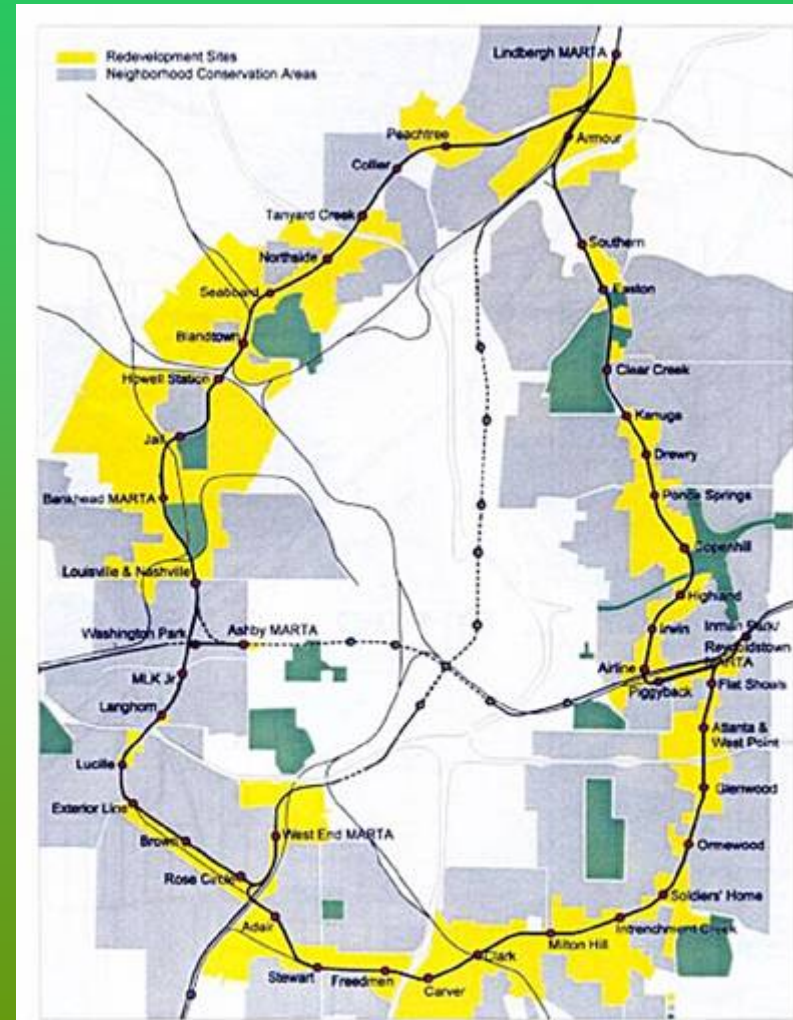 Redevelopment Sites
Neighborhood Conservation Areas
Lindbergh MARTA
Armour
Peachtree
Collier
Tanyard Creek
Northside
Seaboard
Blandtown
Howell Station
Jail
Bankhead MARTA
Louisville & Nashville
Washington Park
Ashby MARTA
MLK Jr
Langhorn
Lucille
Exterior Line
Brown
Rose Circle
West End MARTA
Adair
Stewart
Freedmen
Carver
Clark
Milton Hill
Intrenchment Creek
Soldiers' Home
Ormewood
Glenwood
Atlanta &
West Point
Flat Shoals
Inman Park/
Reynoldstown
MARTA
Piggyback
Airline
Irwin
Highland
Copenhill
Ponce Springs
Drewry
Kanuga
Clear Creek
Easton
Southern